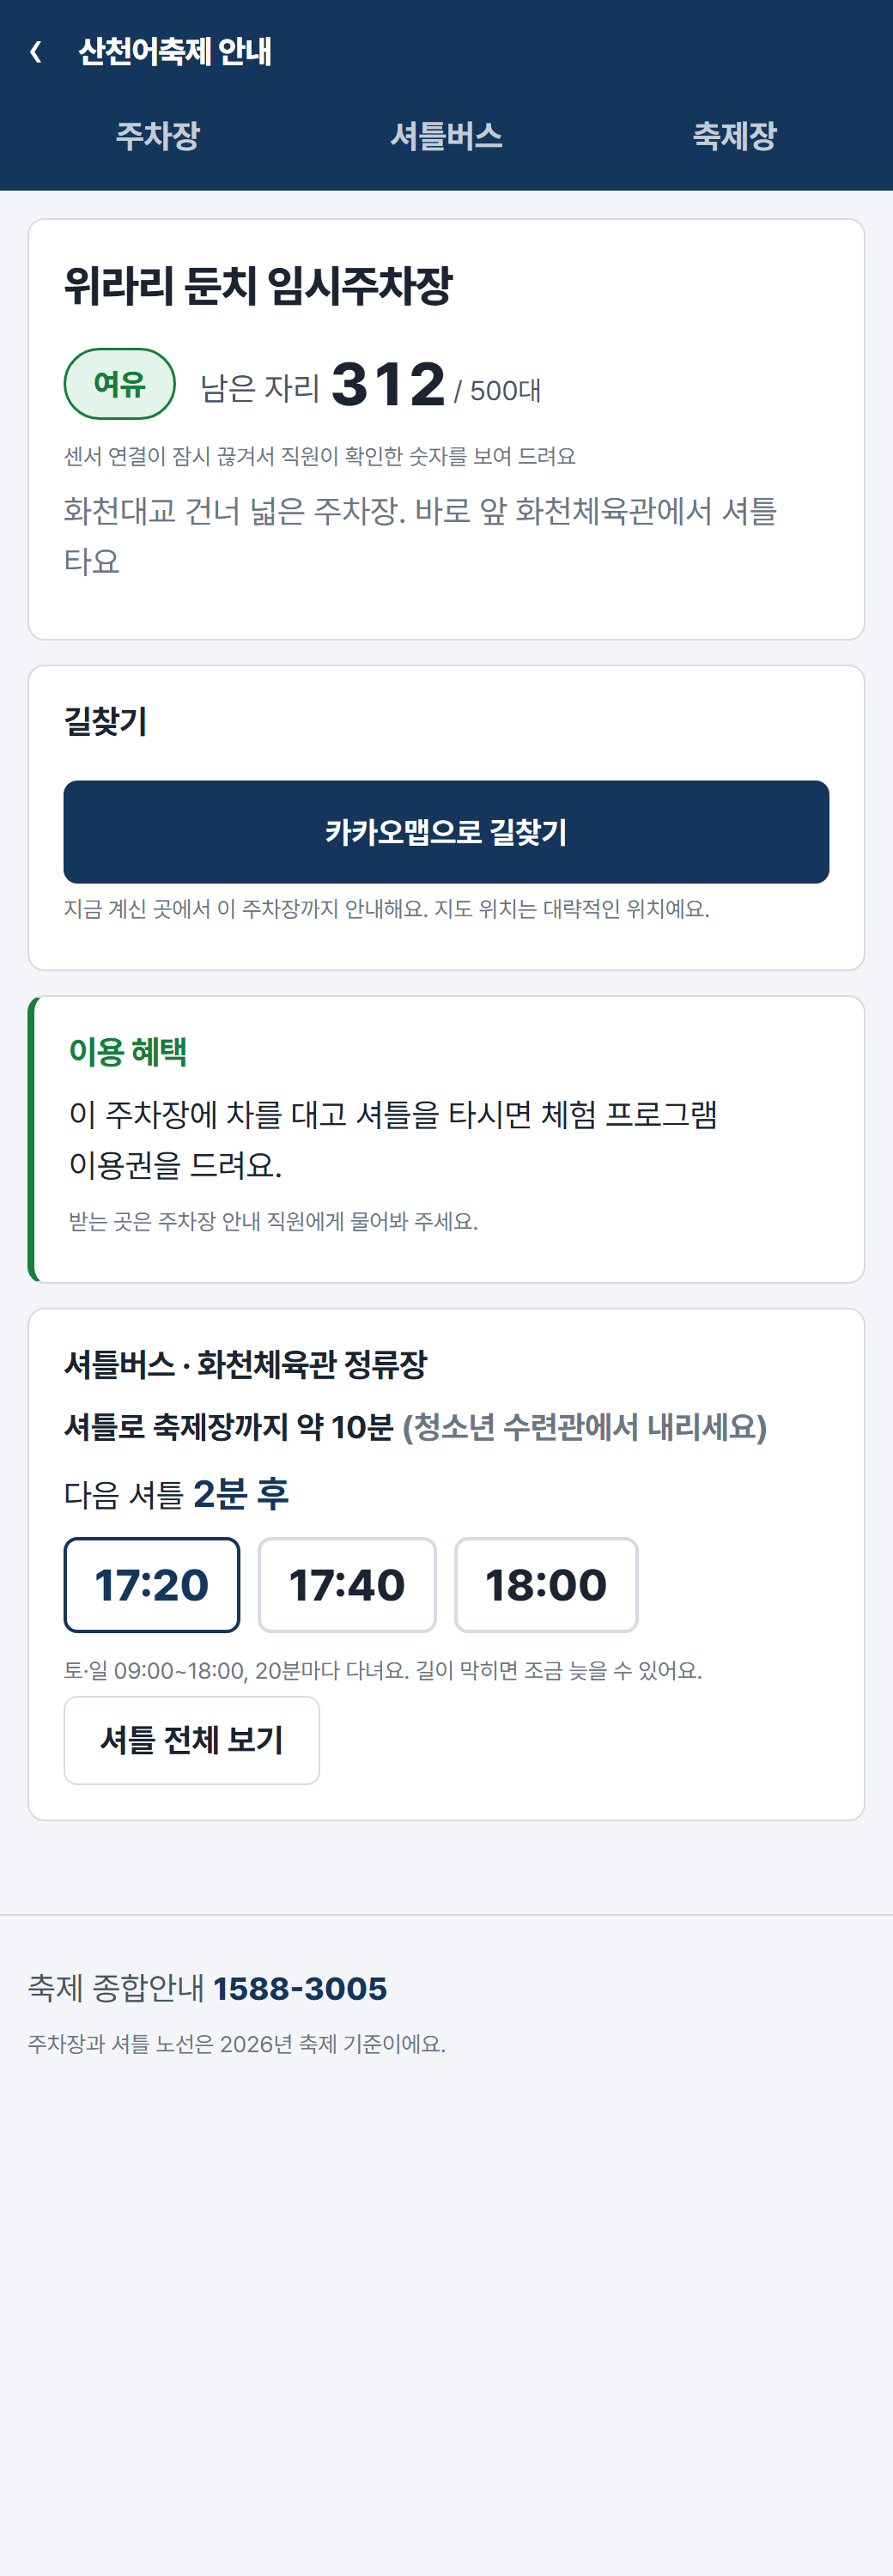 ‹ 산천어축제 안내
주차장 셔틀버스 축제장
위라리 둔치 임시주차장
여유 남은 자리 312 / 500대
센서 연결이 잠시 끊겨서 직원이 확인한 숫자를 보여 드려요
화천대교 건너 넓은 주차장. 바로 앞 화천체육관에서 셔틀
타요
길찾기
카카오맵으로 길찾기
지금 계신 곳에서 이 주차장까지 안내해요. 지도 위치는 대략적인 위치예요.
이용 혜택
이 주차장에 차를 대고 셔틀을 타시면 체험 프로그램
이용권을 드려요.
받는 곳은 주차장 안내 직원에게 물어봐 주세요.
셔틀버스 · 화천체육관 정류장
셔틀로 축제장까지 약 10분 (청소년 수련관에서 내리세요)
다음 셔틀 2분 후
17:20 17:40 18:00
토·일 09:00~18:00, 20분마다 다녀요. 길이 막히면 조금 늦을 수 있어요.
셔틀 전체 보기
축제 종합안내 1588-3005
주차장과 셔틀 노선은 2026년 축제 기준이에요.